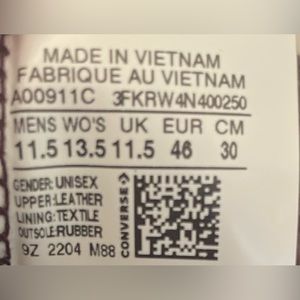 MADE IN VIETNAM
FABRIQUE AU VIETNAM
A00911C 3FKRW4N400250
MENS WO'S UK EUR CM
11.5 13.5 11.5 46 30
GENDER: UNISEX
UPPER: LEATHER
LINING: TEXTILE
OUTSOLE: RUBBER
9Z 2204 M88
CONVERSE